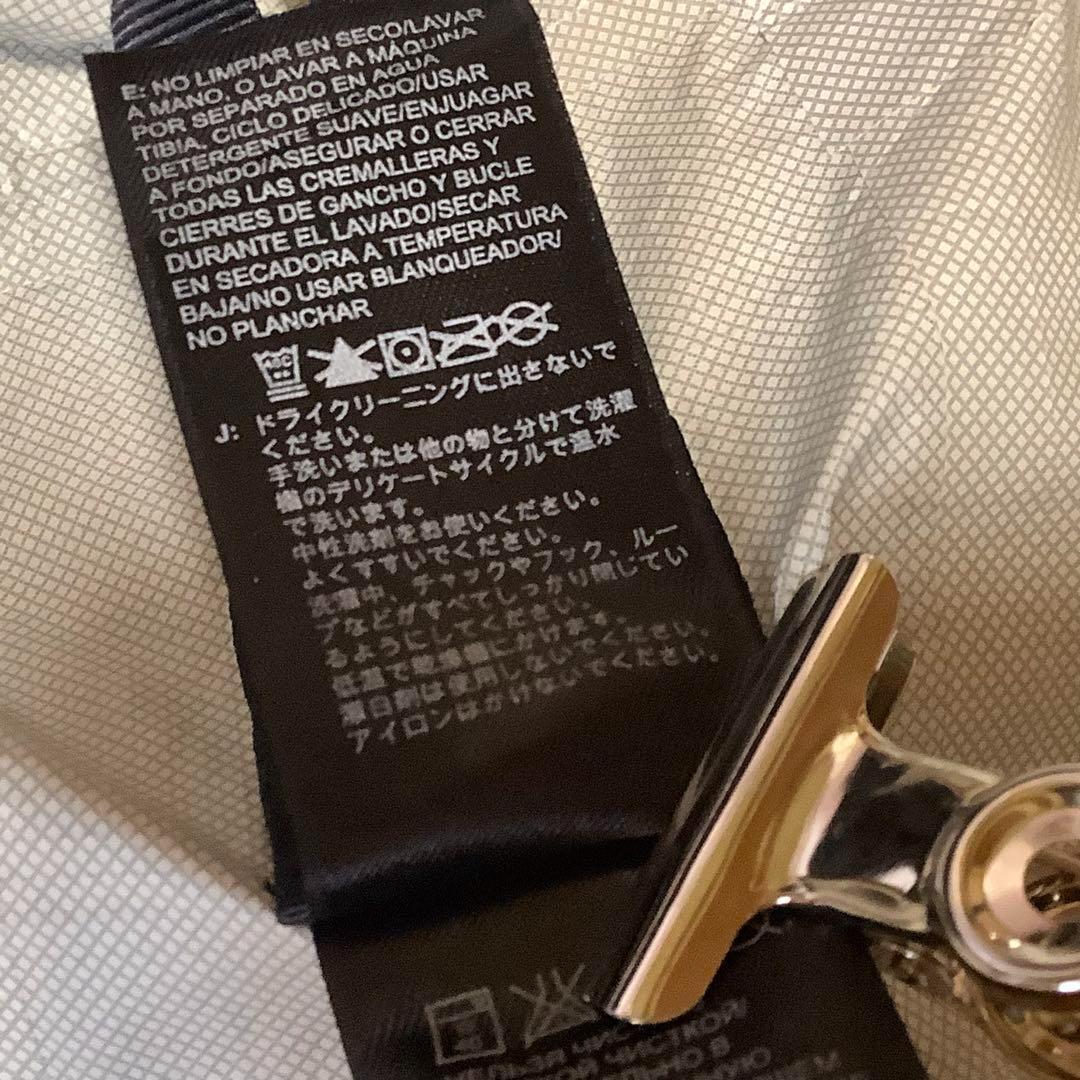 E: NO LIMPIAR EN SECO/LAVAR
A MANO, O LAVAR A MÁQUINA
POR SEPARADO EN AGUA
TIBIA, CICLO DELICADO/USAR
DETERGENTE SUAVE/ENJUAGAR
A FONDO/ASEGURAR O CERRAR
TODAS LAS CREMALLERAS Y
CIERRES DE GANCHO Y BUCLE
DURANTE EL LAVADO/SECAR
EN SECADORA A TEMPERATURA
BAJA/NO USAR BLANQUEADOR/
NO PLANCHAR
J: ドライクリーニングに出さないで
ください。
手洗いまたは他の物と分けて洗濯
機のデリケートサイクルで温水
で洗います。
中性洗剤をお使いください。
よくすすいでください。
洗濯中、チャックやフック、ルー
プなどがすべてしっかり閉じてい
るようにしてください。
低温で乾燥機にかけます。
漂白剤は使用しないでください。
アイロンはかけないでください。